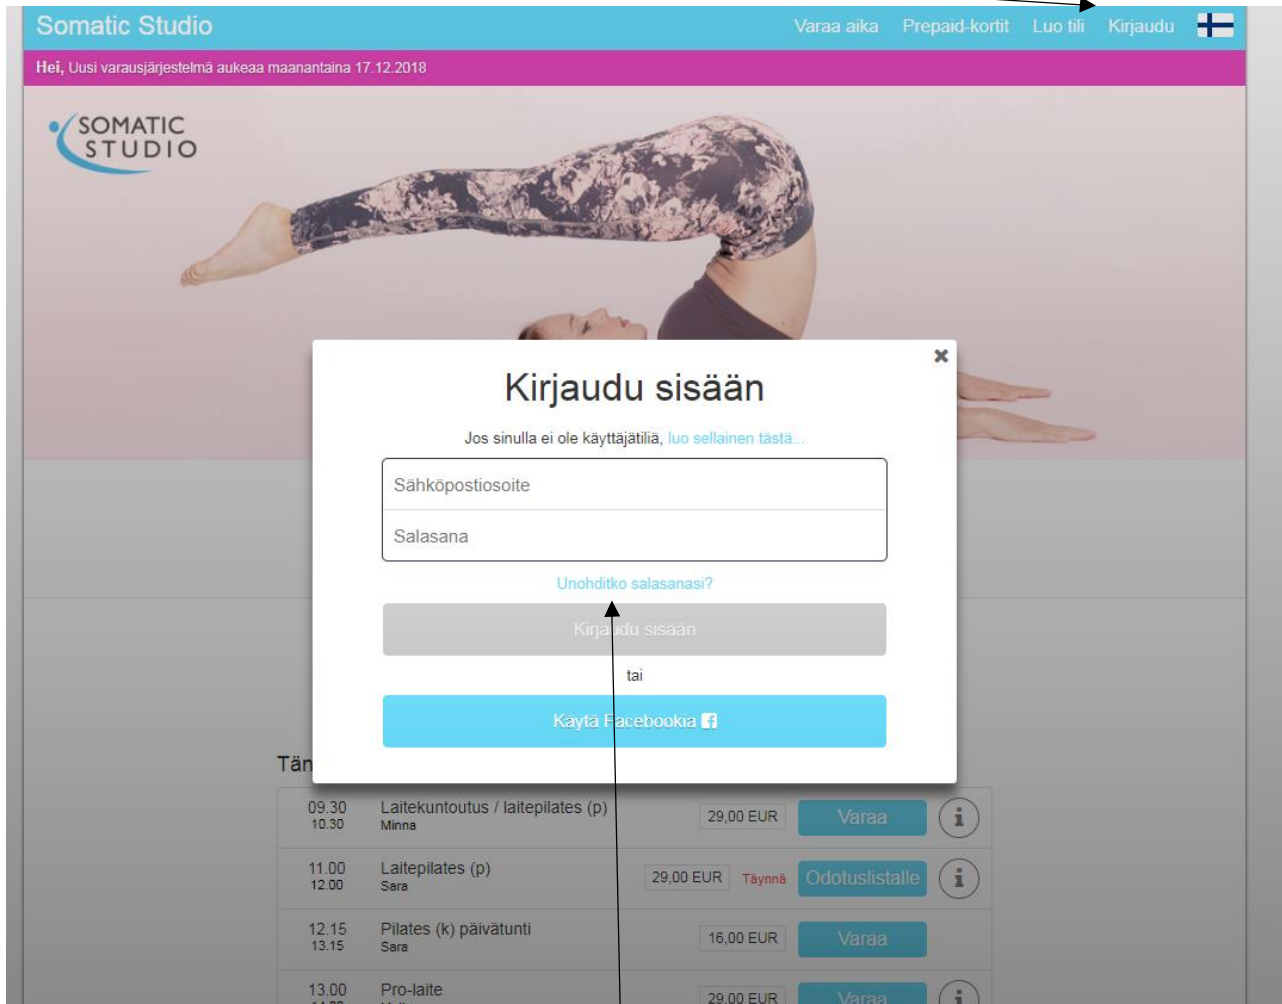 Somatic Studio
Varaa aika Prepaid-kortit Luo tili Kirjaudu
Hei, Uusi varausjärjestelmä aukeaa maanantaina 17.12.2018
SOMATIC
STUDIO
Kirjaudu sisään
Jos sinulla ei ole käyttäjätiliä, luo sellainen tästä...
Sähköpostiosoite
Salasana
Unohditko salasanasi?
Kirjaudu sisään
tai
Käytä Facebookia
Tän
09.30 Laitekuntoutus / laitepilates (p) 29,00 EUR Varaa
10.30 Minna
11.00 Laitepilates (p) 29,00 EUR Täynnä Odotuslistalle
12.00 Sara
12.15 Pilates (k) päivätunti 16,00 EUR Varaa
13.15 Sara
13.00 Pro-laite 29,00 EUR Varaa